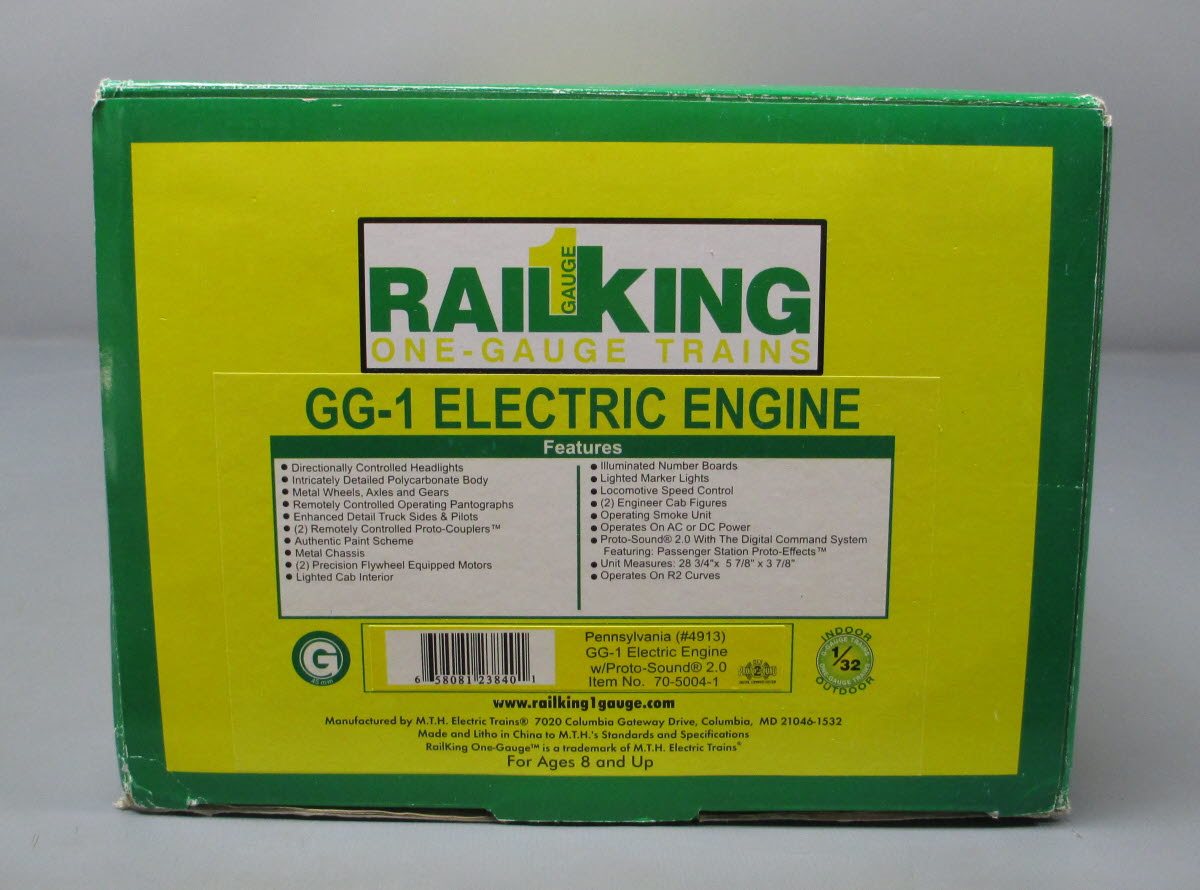 RAILKING
1
GAUGE
ONE-GAUGE TRAINS
GG-1 ELECTRIC ENGINE
Features
● Directionally Controlled Headlights
● Intricately Detailed Polycarbonate Body
● Metal Wheels, Axles and Gears
● Remotely Controlled Operating Pantographs
● Enhanced Detail Truck Sides & Pilots
● (2) Remotely Controlled Proto-Couplers™
● Authentic Paint Scheme
● Metal Chassis
● (2) Precision Flywheel Equipped Motors
● Lighted Cab Interior
● Illuminated Number Boards
● Lighted Marker Lights
● Locomotive Speed Control
● (2) Engineer Cab Figures
● Operating Smoke Unit
● Operates On AC or DC Power
● Proto-Sound® 2.0 With The Digital Command System
Featuring: Passenger Station Proto-Effects™
● Unit Measures: 28 3/4"x 5 7/8" x 3 7/8"
● Operates On R2 Curves
G
45 mm
6 58081 23840 1
Pennsylvania (#4913)
GG-1 Electric Engine
w/Proto-Sound® 2.0
Item No. 70-5004-1
INDOOR
O-GAUGE TRAINS
1/32
ONE-GAUGE TRAINS
OUTDOOR
www.railking1gauge.com
Manufactured by M.T.H. Electric Trains® 7020 Columbia Gateway Drive, Columbia, MD 21046-1532
Made and Litho in China to M.T.H.'s Standards and Specifications
RailKing One-Gauge™ is a trademark of M.T.H. Electric Trains®
For Ages 8 and Up